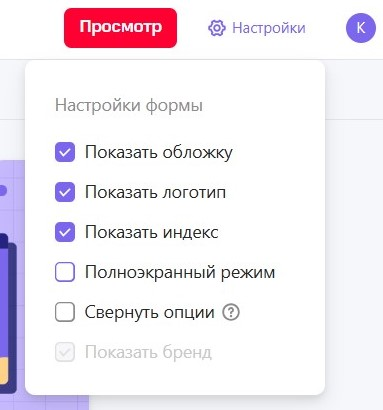 Просмотр
Настройки
K
Настройки формы
Показать обложку
Показать логотип
Показать индекс
Полноэкранный режим
Свернуть опции ?
Показать бренд